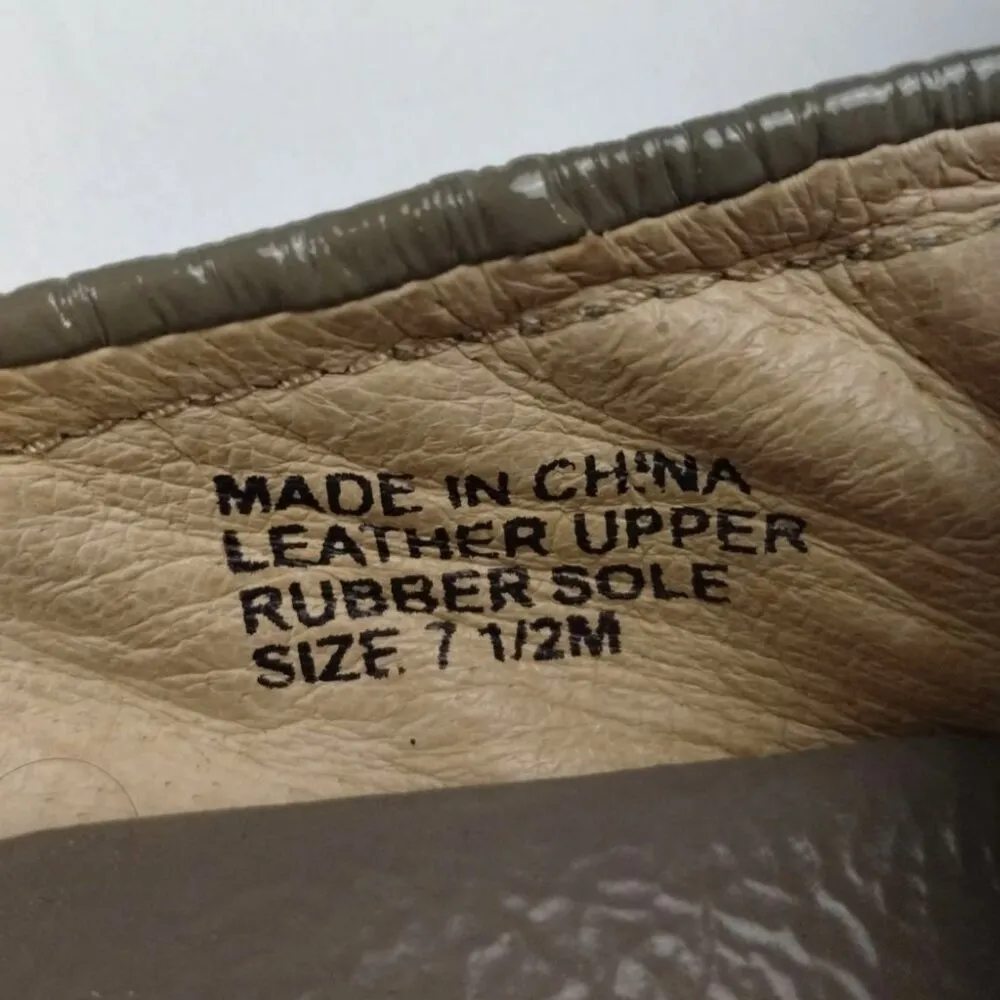 MADE IN CHINA
LEATHER UPPER
RUBBER SOLE
SIZE. 7 1/2M